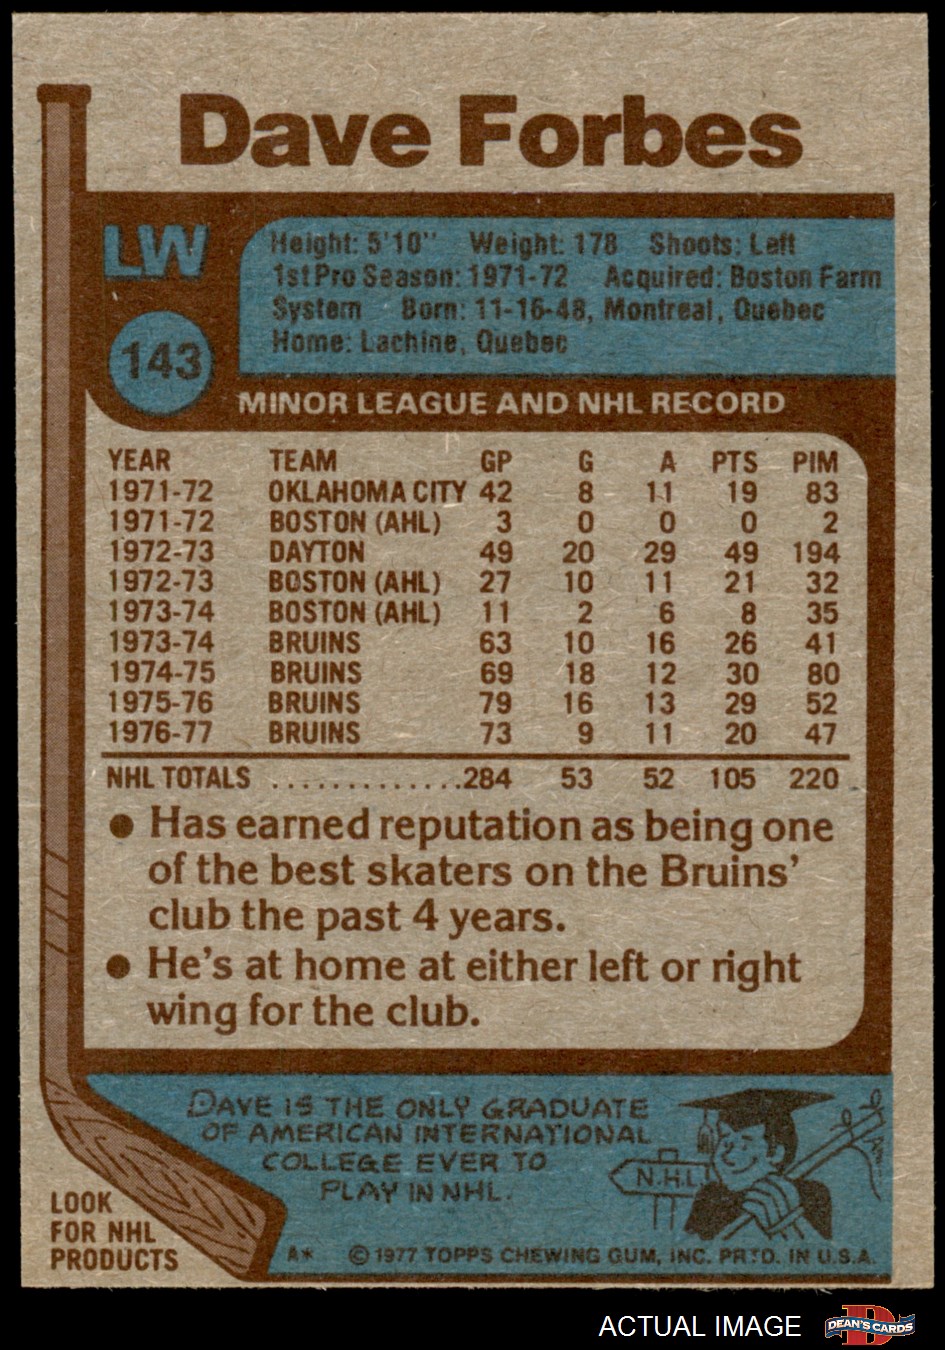 Dave Forbes
LW
Height: 5'10" Weight: 178 Shoots: Left
1st Pro Season: 1971-72 Acquired: Boston Farm
System Born: 11-16-48, Montreal, Quebec
Home: Lachine, Quebec
143
MINOR LEAGUE AND NHL RECORD
YEAR TEAM GP G A PTS PIM
1971-72 OKLAHOMA CITY 42 8 11 19 83
1971-72 BOSTON (AHL) 3 0 0 0 2
1972-73 DAYTON 49 20 29 49 194
1972-73 BOSTON (AHL) 27 10 11 21 32
1973-74 BOSTON (AHL) 11 2 6 8 35
1973-74 BRUINS 63 10 16 26 41
1974-75 BRUINS 69 18 12 30 80
1975-76 BRUINS 79 16 13 29 52
1976-77 BRUINS 73 9 11 20 47
NHL TOTALS .............284 53 52 105 220
● Has earned reputation as being one
of the best skaters on the Bruins'
club the past 4 years.
● He's at home at either left or right
wing for the club.
DAVE IS THE ONLY GRADUATE
OF AMERICAN INTERNATIONAL
COLLEGE EVER TO
PLAY IN NHL.
N.H.L.
LOOK
FOR NHL
PRODUCTS
A* © 1977 TOPPS CHEWING GUM, INC. PRTD. IN U.S.A.
ACTUAL IMAGE
D
DEAN'S CARDS